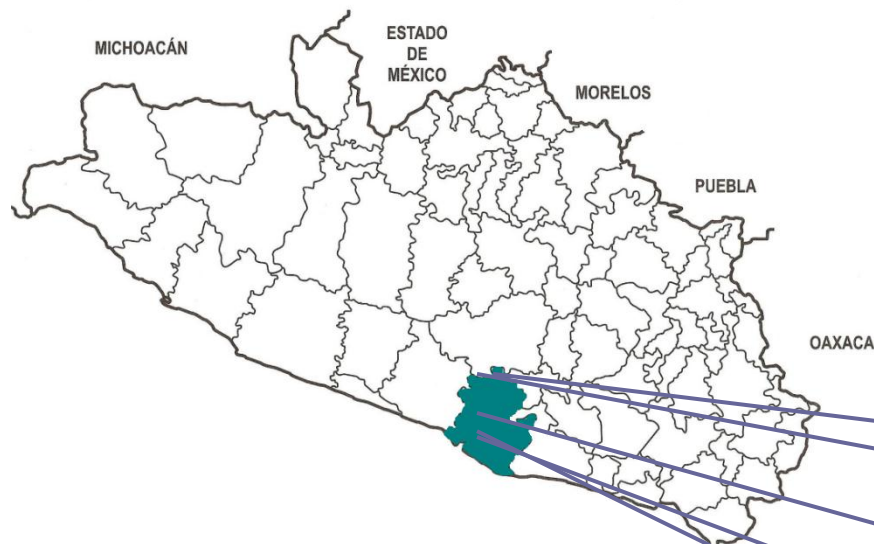 MICHOACÁN
ESTADO
DE
MÉXICO
MORELOS
PUEBLA
OAXACA